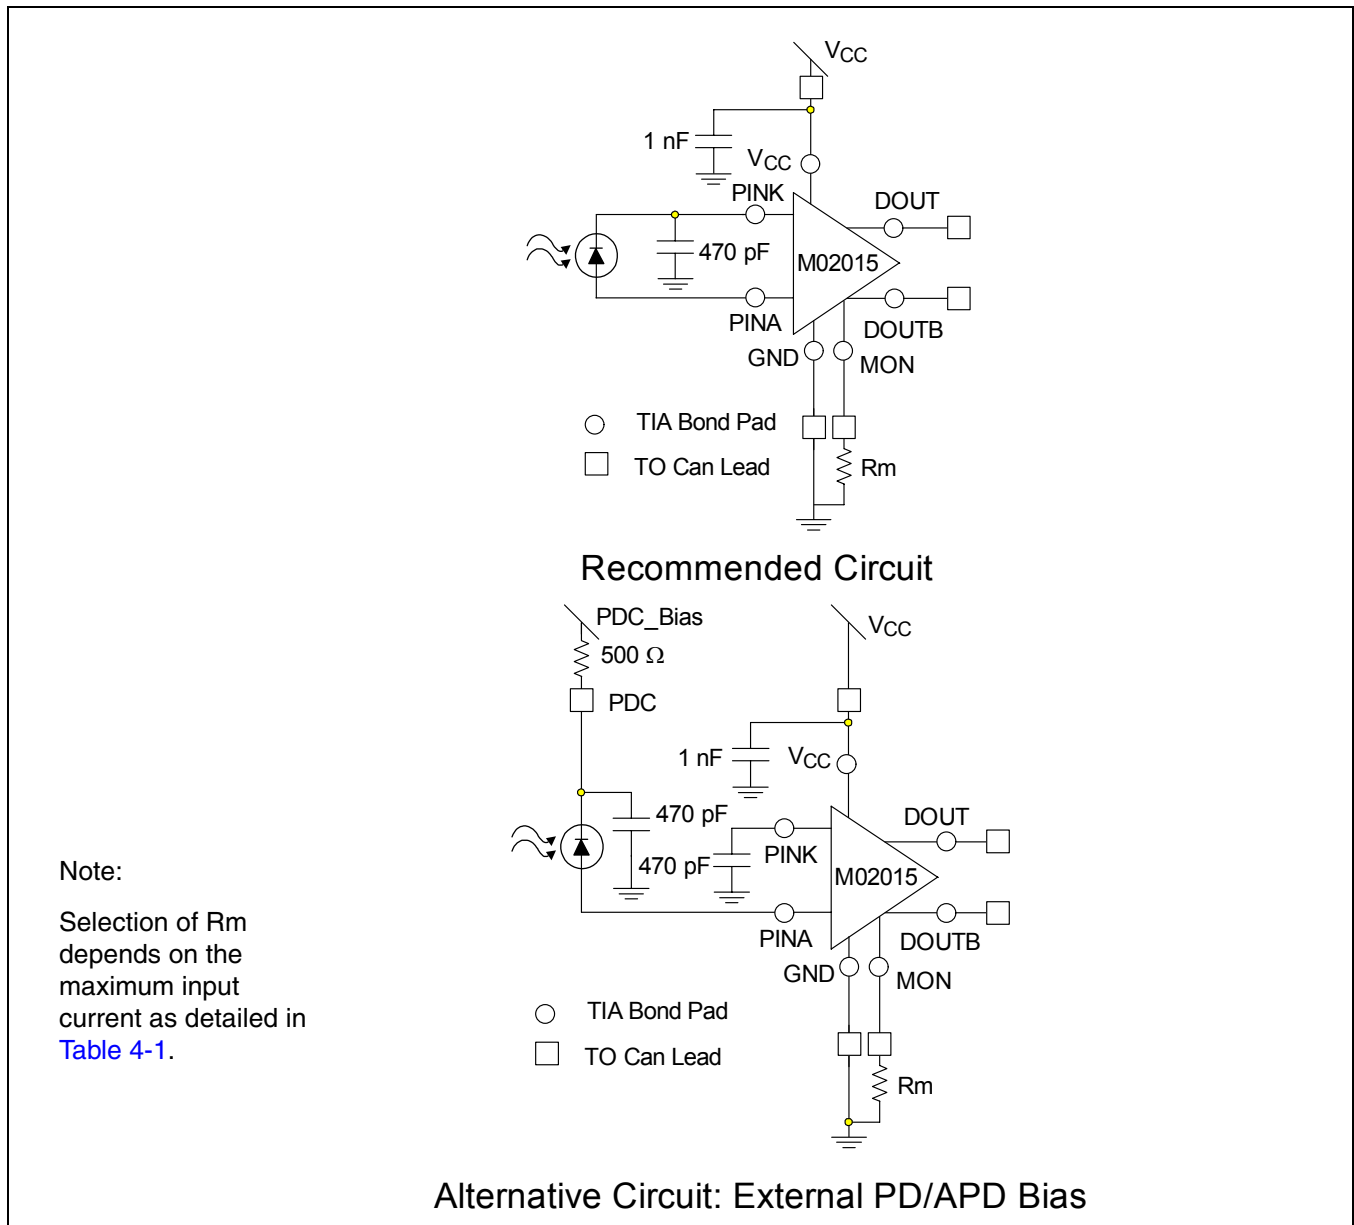 VCC
1 nF
VCC
PINK
DOUT
470 pF
M02015
PINA
DOUTB
GND
MON
TIA Bond Pad
TO Can Lead
Rm
Recommended Circuit
PDC_Bias
VCC
500 Ω
PDC
1 nF
VCC
470 pF
DOUT
470 pF
PINK
M02015
Note:
Selection of Rm
depends on the
maximum input
current as detailed in
Table 4-1.
PINA
DOUTB
GND
MON
TIA Bond Pad
TO Can Lead
Rm
Alternative Circuit: External PD/APD Bias